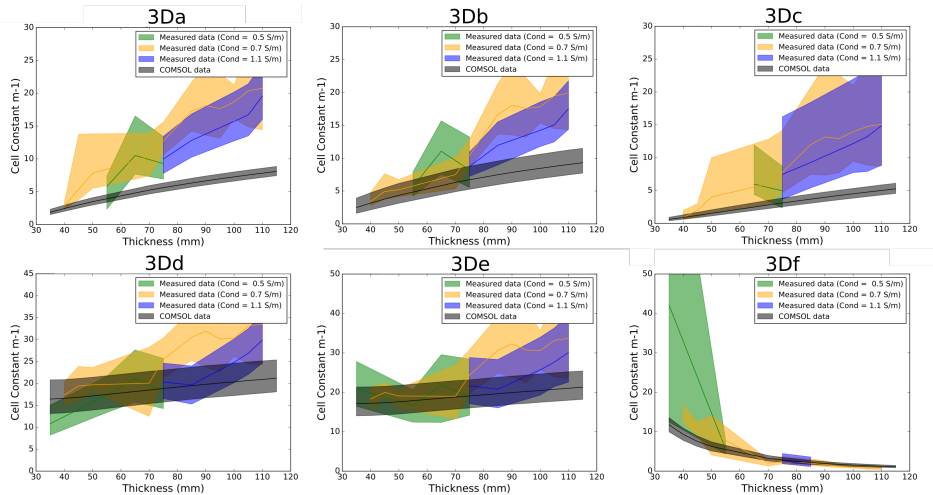 3Da
Measured data (Cond = 0.5 S/m)
Measured data (Cond = 0.7 S/m)
Measured data (Cond = 1.1 S/m)
COMSOL data
Cell Constant m-1)
30
25
20
15
10
5
0
30 40 50 60 70 80 90 100 110 120
Thickness (mm)
3Db
Measured data (Cond = 0.5 S/m)
Measured data (Cond = 0.7 S/m)
Measured data (Cond = 1.1 S/m)
COMSOL data
Cell Constant m-1)
30
25
20
15
10
5
0
30 40 50 60 70 80 90 100 110 120
Thickness (mm)
3Dc
Measured data (Cond = 0.5 S/m)
Measured data (Cond = 0.7 S/m)
Measured data (Cond = 1.1 S/m)
COMSOL data
Cell Constant m-1)
30
25
20
15
10
5
0
30 40 50 60 70 80 90 100 110 120
Thickness (mm)
3Dd
Measured data (Cond = 0.5 S/m)
Measured data (Cond = 0.7 S/m)
Measured data (Cond = 1.1 S/m)
COMSOL data
Cell Constant m-1)
45
40
35
30
25
20
15
10
5
0
30 40 50 60 70 80 90 100 110 120
Thickness (mm)
3De
Measured data (Cond = 0.5 S/m)
Measured data (Cond = 0.7 S/m)
Measured data (Cond = 1.1 S/m)
COMSOL data
Cell Constant m-1)
50
40
30
20
10
0
30 40 50 60 70 80 90 100 110 120
Thickness (mm)
3Df
Measured data (Cond = 0.5 S/m)
Measured data (Cond = 0.7 S/m)
Measured data (Cond = 1.1 S/m)
COMSOL data
Cell Constant m-1)
50
40
30
20
10
0
30 40 50 60 70 80 90 100 110 120
Thickness (mm)